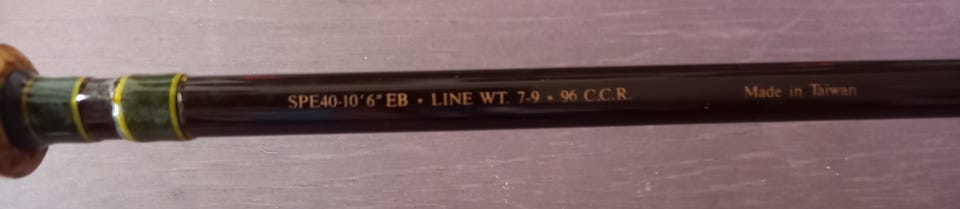 SPE40-10'6" EB • LINE WT. 7-9 • 96 C.C.R. Made in Taiwan